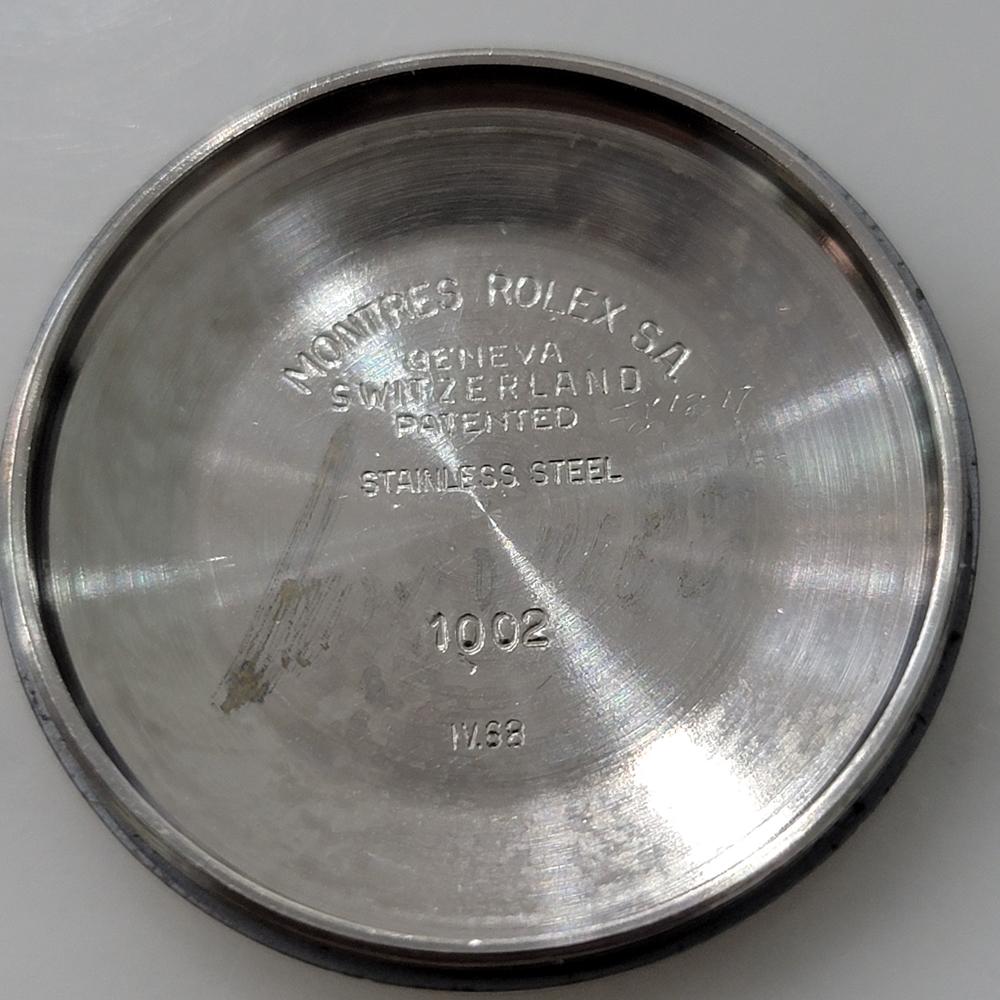 MONTRES ROLEX SA
GENEVA
SWITZERLAND
PATENTED
STAINLESS STEEL
1002
IV.68